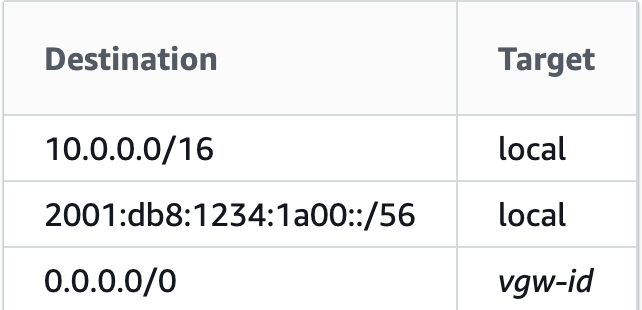 Destination Target
10.0.0.0/16 local
2001:db8:1234:1a00::/56 local
0.0.0.0/0 vgw-id